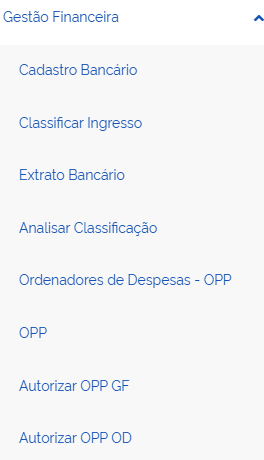 Gestão Financeira
Cadastro Bancário
Classificar Ingresso
Extrato Bancário
Analisar Classificação
Ordenadores de Despesas - OPP
OPP
Autorizar OPP GF
Autorizar OPP OD